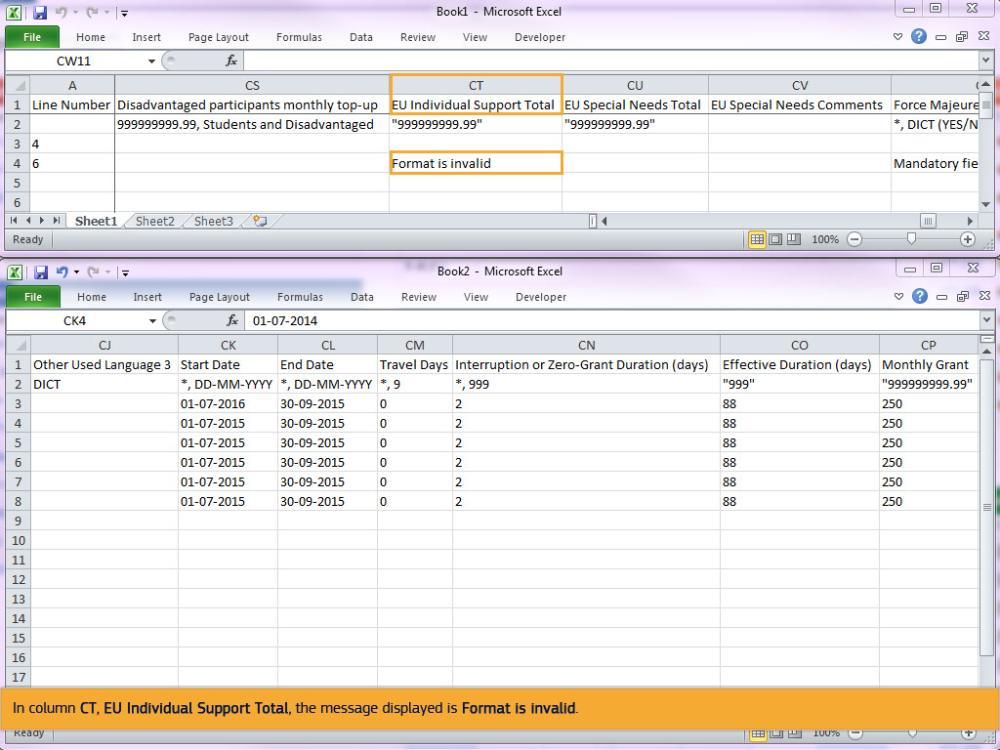 Book1 - Microsoft Excel
File Home Insert Page Layout Formulas Data Review View Developer
CW11 fx
A CS CT CU CV
1 Line Number Disadvantaged participants monthly top-up EU Individual Support Total EU Special Needs Total EU Special Needs Comments Force Majeure
2 999999999.99, Students and Disadvantaged "999999999.99" "999999999.99" *, DICT (YES/N
3 4
4 6 Format is invalid Mandatory fie
5
6
Sheet1 Sheet2 Sheet3
Ready 100%
Book2 - Microsoft Excel
File Home Insert Page Layout Formulas Data Review View Developer
CK4 fx 01-07-2014
CJ CK CL CM CN CO CP
1 Other Used Language 3 Start Date End Date Travel Days Interruption or Zero-Grant Duration (days) Effective Duration (days) Monthly Grant
2 DICT *, DD-MM-YYYY *, DD-MM-YYYY *, 9 *, 999 "999" "999999999.99"
3 01-07-2016 30-09-2015 0 2 88 250
4 01-07-2015 30-09-2015 0 2 88 250
5 01-07-2015 30-09-2015 0 2 88 250
6 01-07-2015 30-09-2015 0 2 88 250
7 01-07-2015 30-09-2015 0 2 88 250
8 01-07-2015 30-09-2015 0 2 88 250
9
10
11
12
13
14
15
16
17
In column CT, EU Individual Support Total, the message displayed is Format is invalid.
Ready 100%